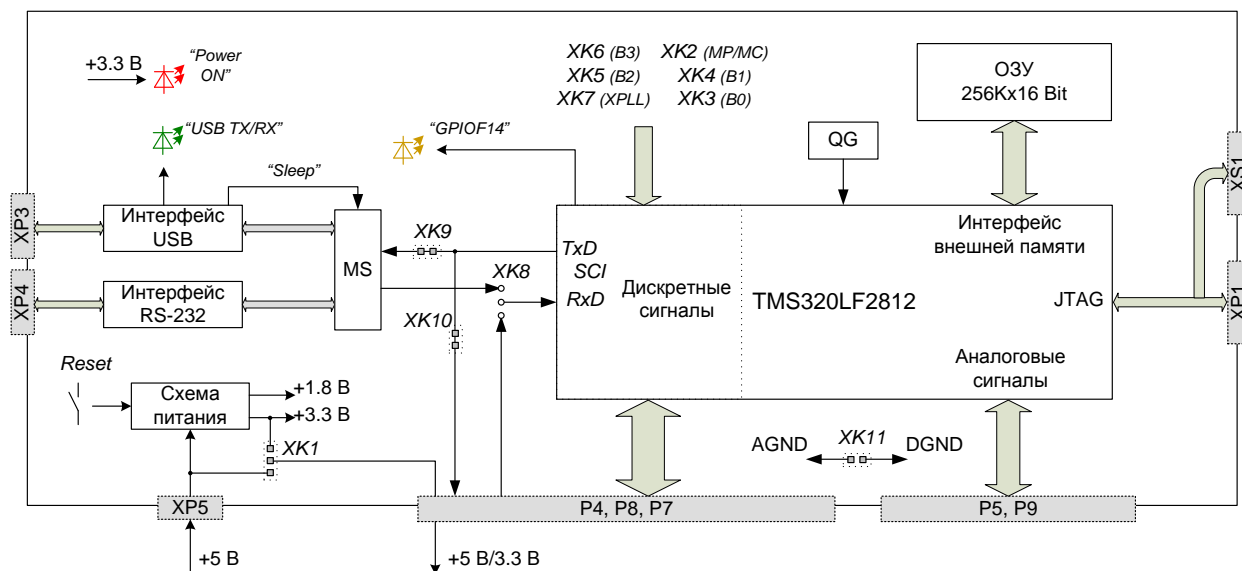 +3.3 В
“Power
ON”
“USB TX/RX”
“Sleep”
“GPIOF14”
XK6 (B3) XK2 (MP/MC)
XK5 (B2) XK4 (B1)
XK7 (XPLL) XK3 (B0)
QG
ОЗУ
256Kx16 Bit
XS1
XP3
Интерфейс
USB
MS
XK9
TxD
SCI
RxD
XK8
Интерфейс
внешней памяти
Дискретные
сигналы
TMS320LF2812
JTAG
XP1
XP4
Интерфейс
RS-232
XK10
Аналоговые
сигналы
Reset
Схема
питания
+1.8 В
+3.3 В
XK1
AGND
XK11
DGND
XP5
P4, P8, P7
P5, P9
+5 В
+5 В/3.3 В